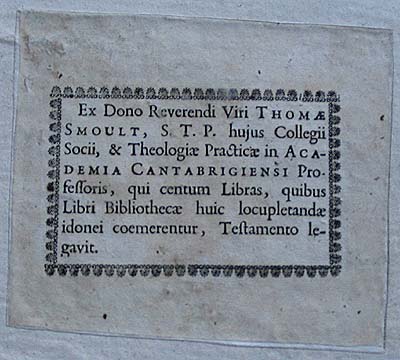 Ex Dono Reverendi Viri THOMÆ
SMOULT, S. T. P. hujus Collegii
Socii, & Theologiæ Practicæ in ACA-
DEMIA CANTABRIGIENSI Pro-
feſſoris, qui centum Libras, quibus
Libri Bibliothecæ huic locupletandæ
idonei coemerentur, Teſtamento le-
gavit.